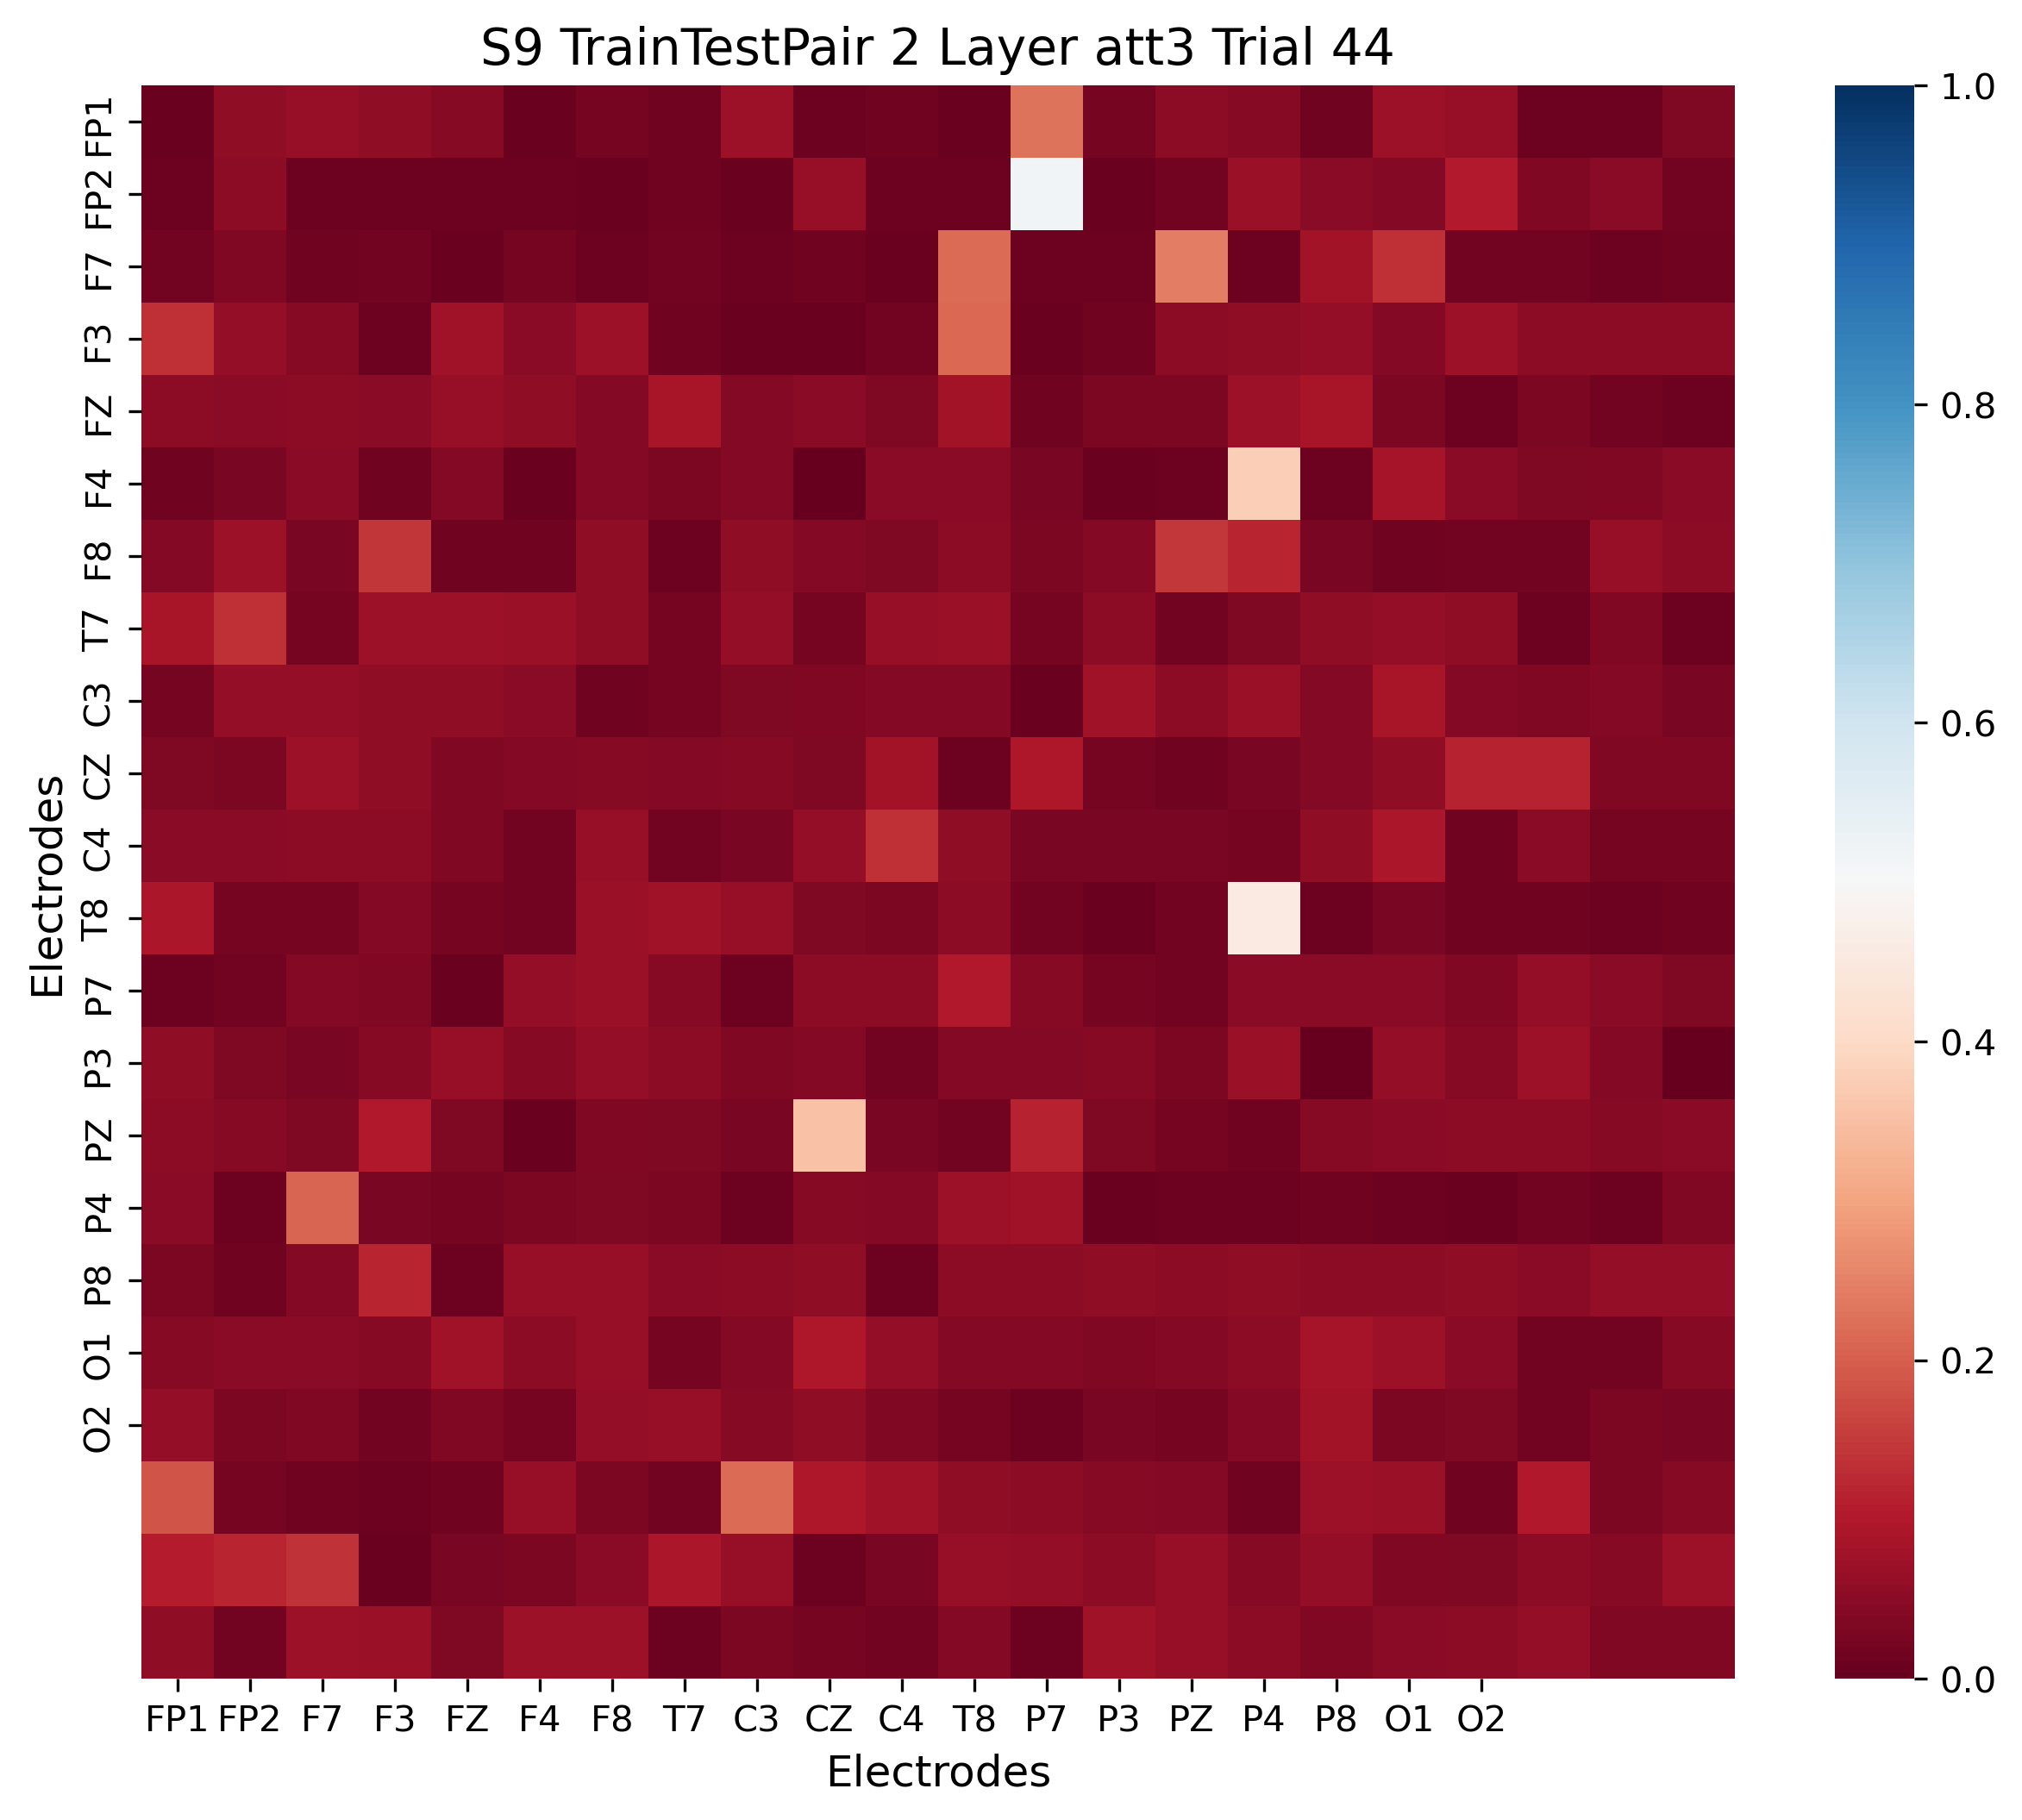 S9 TrainTestPair 2 Layer att3 Trial 44
Electrodes
FP1
FP2
F7
F3
FZ
F4
F8
T7
C3
CZ
C4
T8
P7
P3
PZ
P4
P8
O1
O2
FP1 FP2 F7 F3 FZ F4 F8 T7 C3 CZ C4 T8 P7 P3 PZ P4 P8 O1 O2
Electrodes
1.0
0.8
0.6
0.4
0.2
0.0